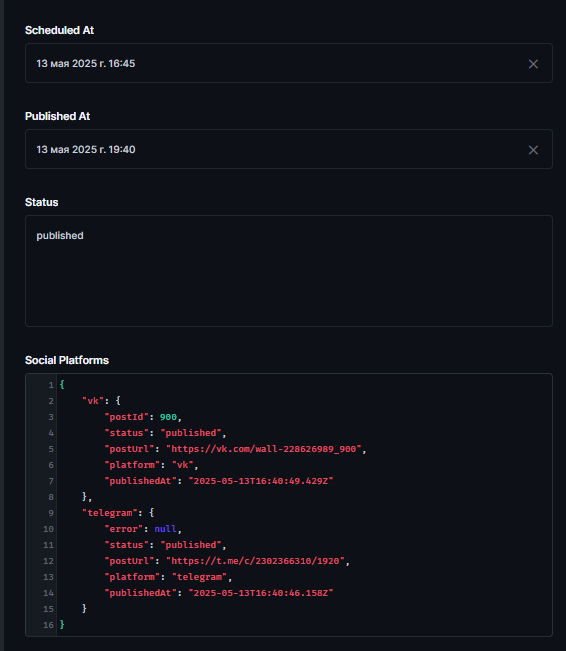 Scheduled At
13 мая 2025 г. 16:45
Published At
13 мая 2025 г. 19:40
Status
published
Social Platforms
1 {
2     "vk": {
3         "postId": 900,
4         "status": "published",
5         "postUrl": "https://vk.com/wall-228626989_900",
6         "platform": "vk",
7         "publishedAt": "2025-05-13T16:40:49.429Z"
8     },
9     "telegram": {
10         "error": null,
11         "status": "published",
12         "postUrl": "https://t.me/c/2302366310/1920",
13         "platform": "telegram",
14         "publishedAt": "2025-05-13T16:40:46.158Z"
15     }
16 }